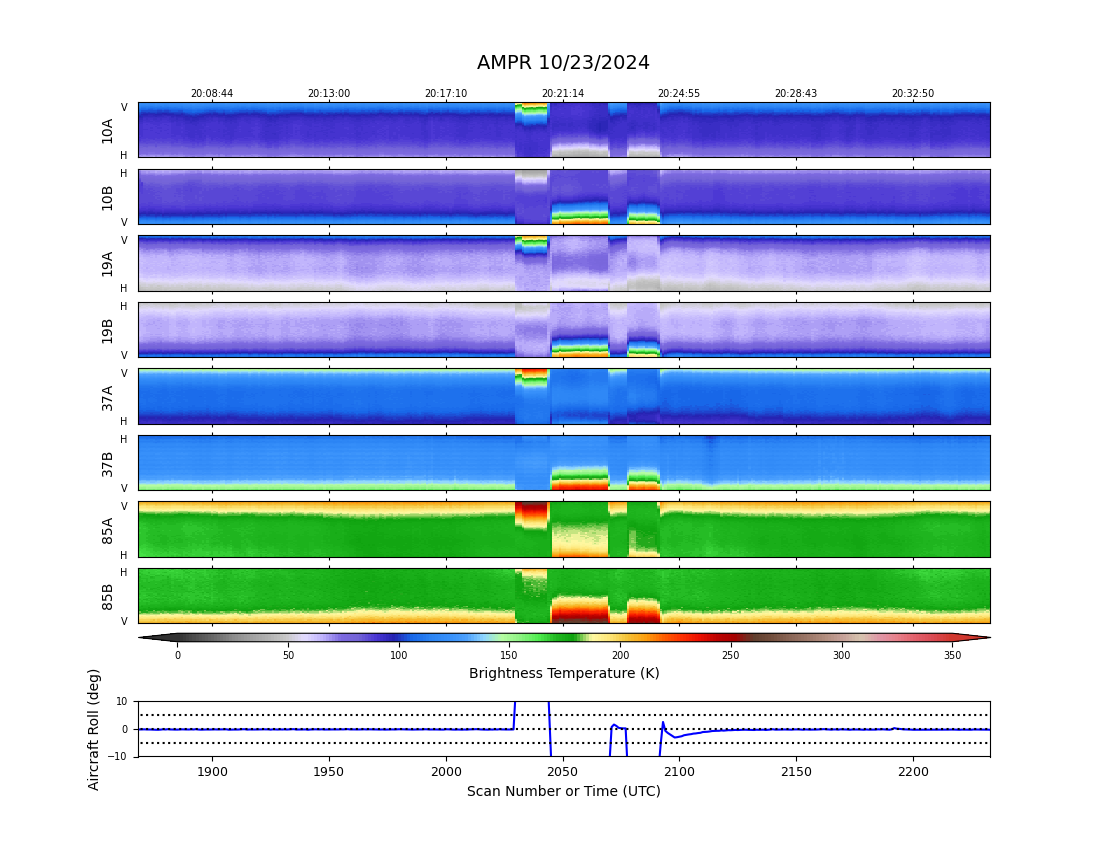 AMPR 10/23/2024
20:08:44 20:13:00 20:17:10 20:21:14 20:24:55 20:28:43 20:32:50
V
10A
H
H
10B
V
V
19A
H
H
19B
V
V
37A
H
H
37B
V
V
85A
H
H
85B
V
0 50 100 150 200 250 300 350
Brightness Temperature (K)
Aircraft Roll (deg)
10
0
−10
1900 1950 2000 2050 2100 2150 2200
Scan Number or Time (UTC)